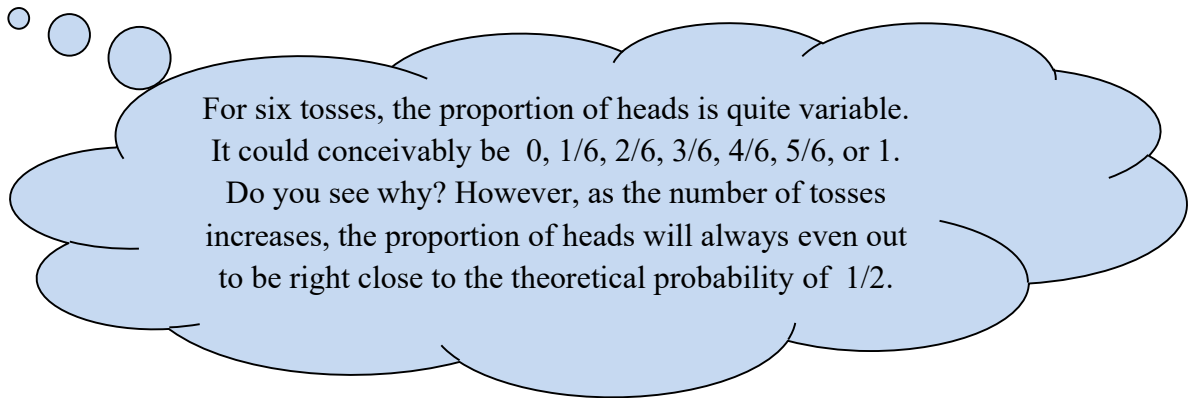 For six tosses, the proportion of heads is quite variable.
It could conceivably be 0, 1/6, 2/6, 3/6, 4/6, 5/6, or 1.
Do you see why? However, as the number of tosses
increases, the proportion of heads will always even out
to be right close to the theoretical probability of 1/2.